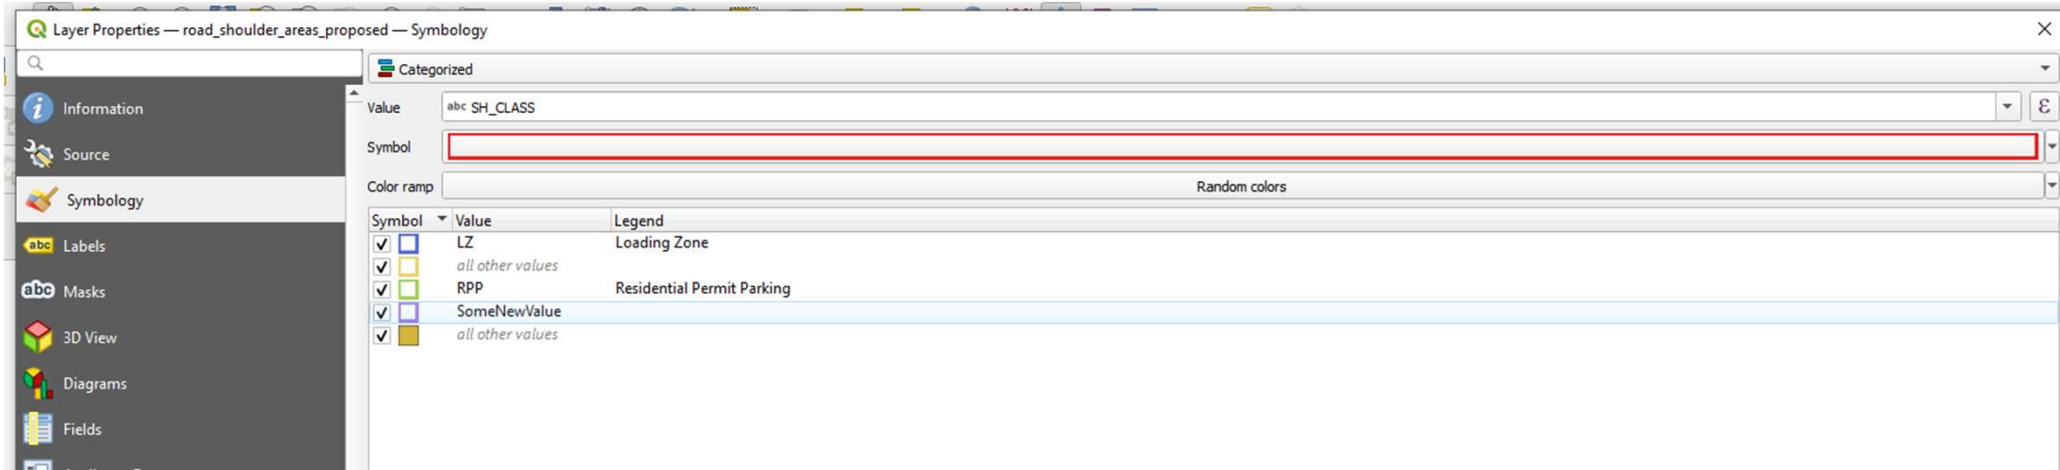 Layer Properties — road_shoulder_areas_proposed — Symbology
Categorized
Information
Value abc SH_CLASS ε
Source
Symbol
Symbology
Color ramp Random colors
Symbol Value Legend
abc Labels
LZ Loading Zone
all other values
abc Masks
RPP Residential Permit Parking
SomeNewValue
3D View
all other values
Diagrams
Fields